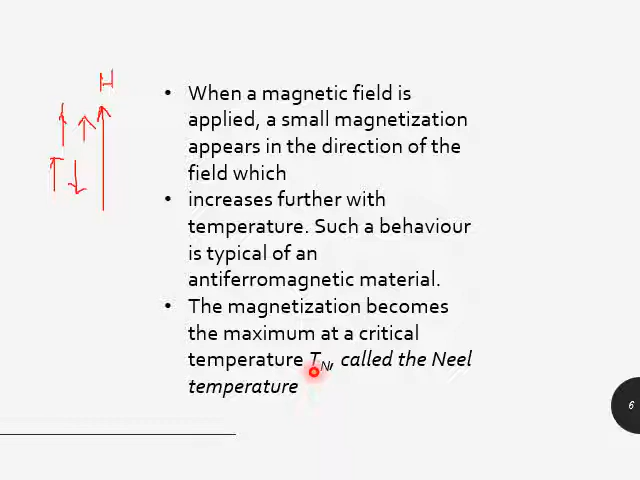 H
• When a magnetic field is
applied, a small magnetization
appears in the direction of the
field which
• increases further with
temperature. Such a behaviour
is typical of an
antiferromagnetic material.
• The magnetization becomes
the maximum at a critical
temperature TN, called the Neel
temperature
6